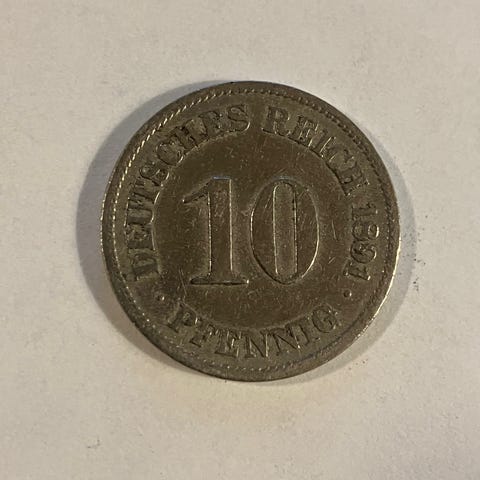 DEUTSCHES REICH 1891
10
• PFENNIG •